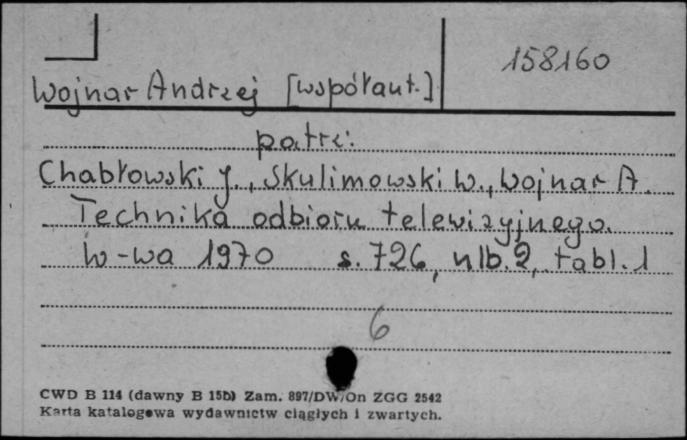 158160
Wojnar Andrzej [współaut.]
patrz:
Chabłowski J., Skulimowski W., Wojnar A.
Technika odbioru telewizyjnego.
W-wa 1970 s. 726, nlb. 2, tabl. 1
6
CWD B 114 (dawny B 15b) Zam. 897/DW/On ZGG 2542
Karta katalogowa wydawnictw ciągłych i zwartych.